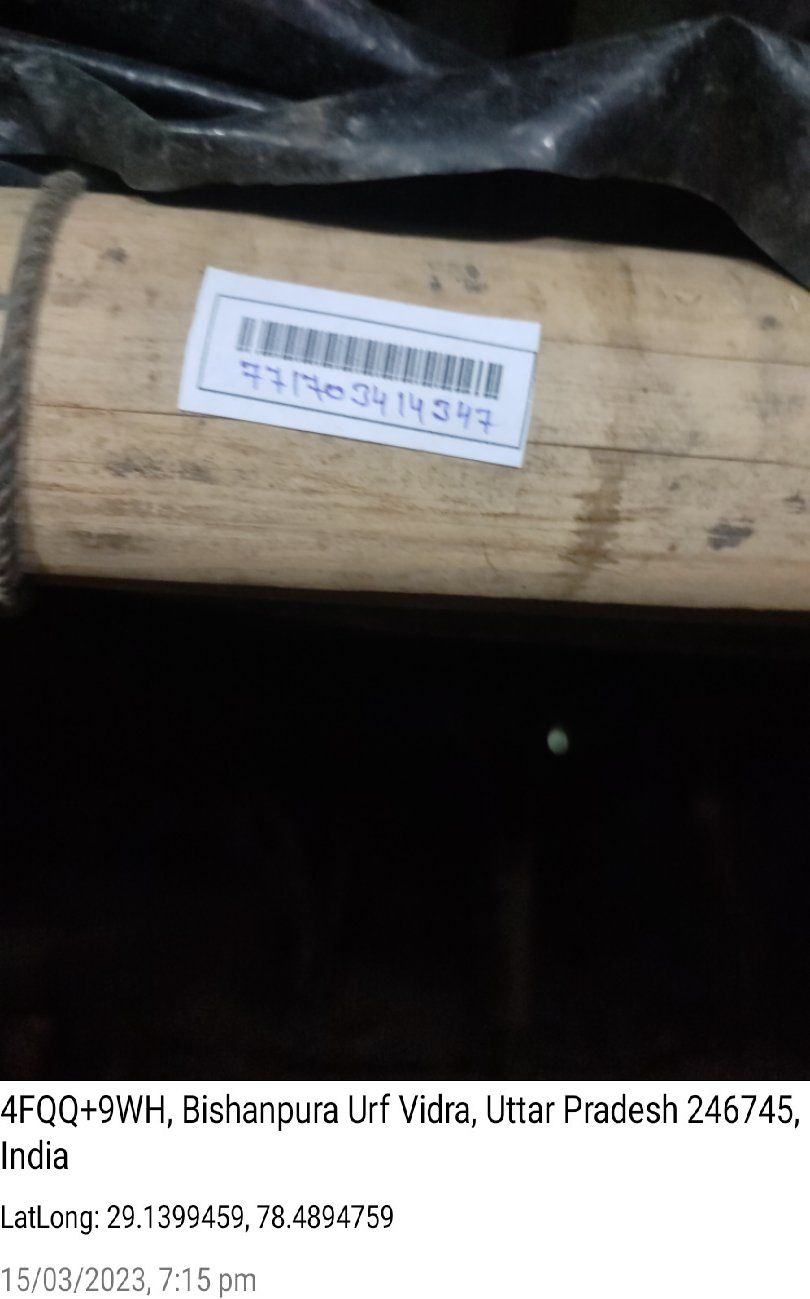 771703414347
4FQQ+9WH, Bishanpura Urf Vidra, Uttar Pradesh 246745,
India
LatLong: 29.1399459, 78.4894759
15/03/2023, 7:15 pm